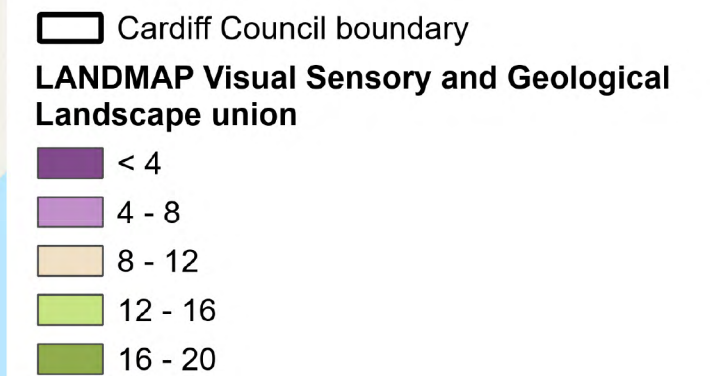 Cardiff Council boundary
LANDMAP Visual Sensory and Geological
Landscape union
< 4
4 - 8
8 - 12
12 - 16
16 - 20